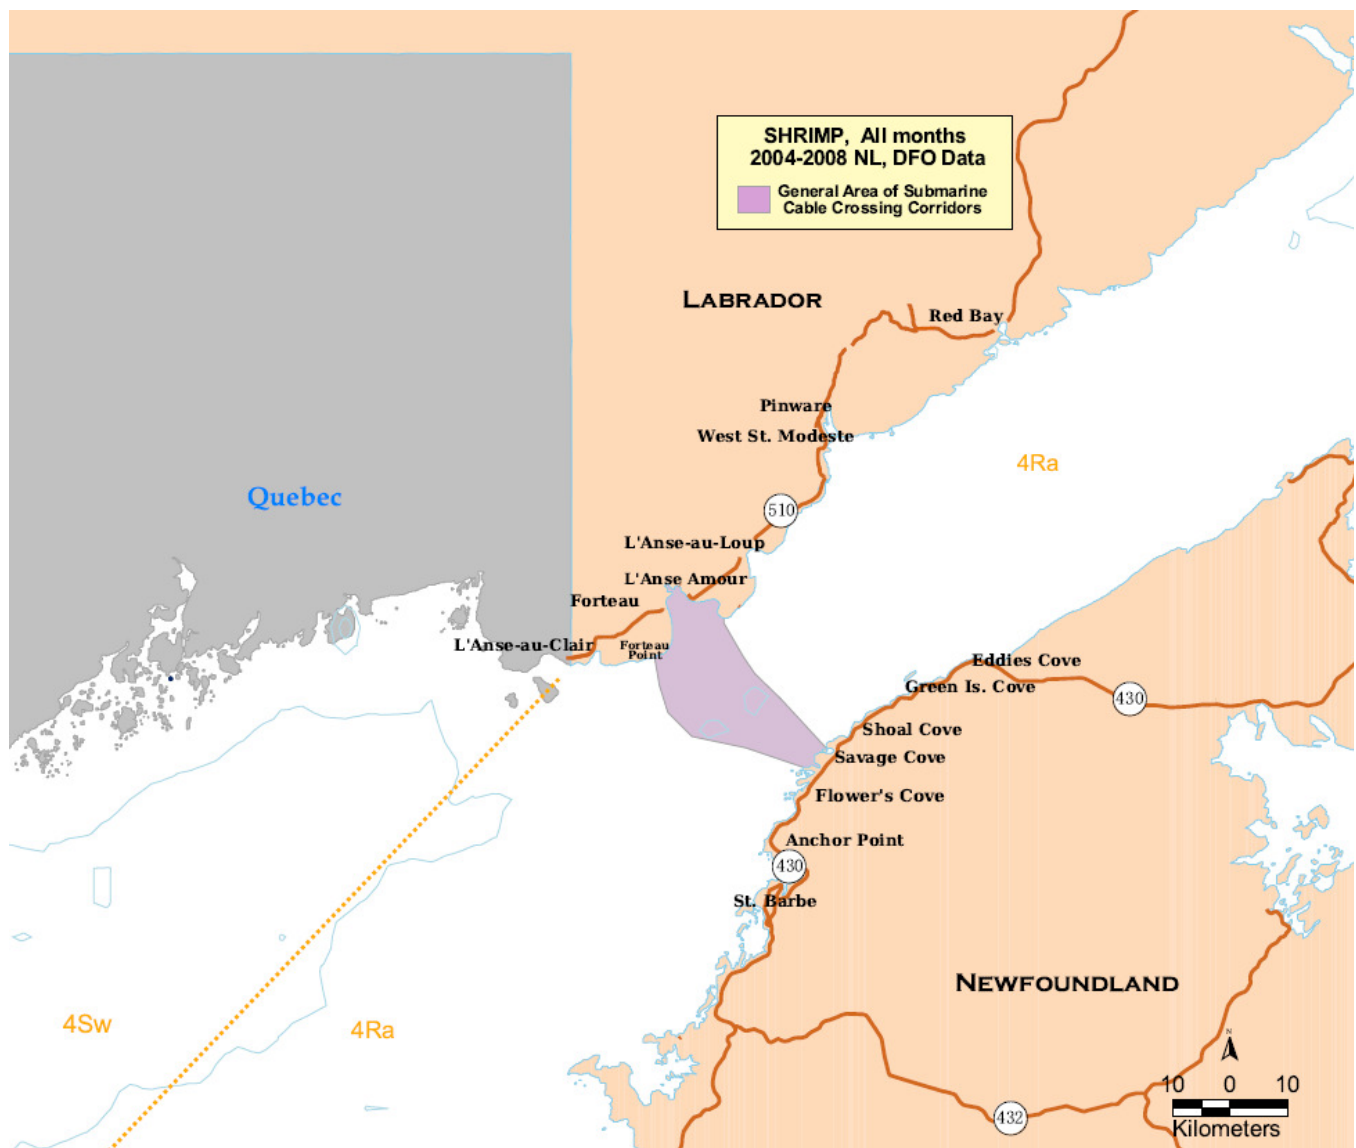 SHRIMP, All months
2004-2008 NL, DFO Data
General Area of Submarine
Cable Crossing Corridors
LABRADOR
Red Bay
Pinware
West St. Modeste
4Ra
Quebec
510
L'Anse-au-Loup
L'Anse Amour
Forteau
L'Anse-au-Clair
Forteau
Point
Eddies Cove
Green Is. Cove
430
Shoal Cove
Savage Cove
Flower's Cove
Anchor Point
430
St. Barbe
NEWFOUNDLAND
4Sw
4Ra
N
10 0 10
Kilometers
432